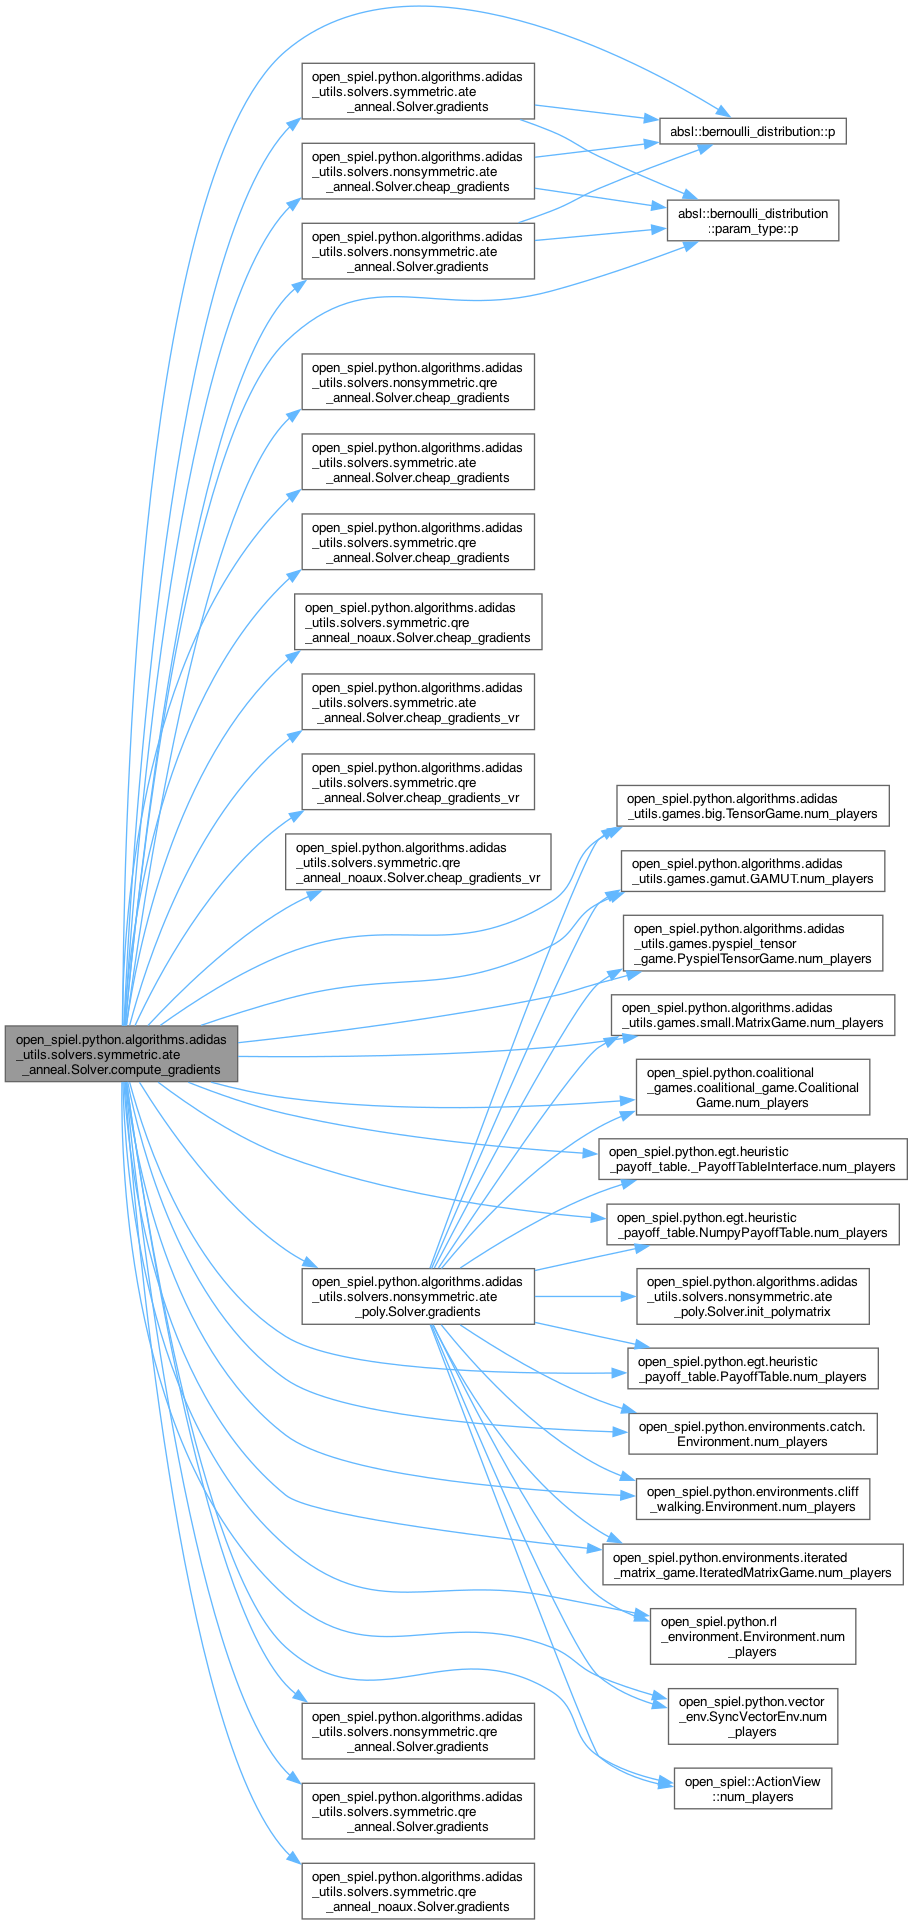 open_spiel.python.algorithms.adidas
_utils.solvers.symmetric.ate
_anneal.Solver.gradients
absl::bernoulli_distribution::p
open_spiel.python.algorithms.adidas
_utils.solvers.nonsymmetric.ate
_anneal.Solver.cheap_gradients
absl::bernoulli_distribution
::param_type::p
open_spiel.python.algorithms.adidas
_utils.solvers.nonsymmetric.ate
_anneal.Solver.gradients
open_spiel.python.algorithms.adidas
_utils.solvers.nonsymmetric.qre
_anneal.Solver.cheap_gradients
open_spiel.python.algorithms.adidas
_utils.solvers.symmetric.ate
_anneal.Solver.cheap_gradients
open_spiel.python.algorithms.adidas
_utils.solvers.symmetric.qre
_anneal.Solver.cheap_gradients
open_spiel.python.algorithms.adidas
_utils.solvers.symmetric.qre
_anneal_noaux.Solver.cheap_gradients
open_spiel.python.algorithms.adidas
_utils.solvers.symmetric.ate
_anneal.Solver.cheap_gradients_vr
open_spiel.python.algorithms.adidas
_utils.solvers.symmetric.qre
_anneal.Solver.cheap_gradients_vr
open_spiel.python.algorithms.adidas
_utils.games.big.TensorGame.num_players
open_spiel.python.algorithms.adidas
_utils.solvers.symmetric.qre
_anneal_noaux.Solver.cheap_gradients_vr
open_spiel.python.algorithms.adidas
_utils.games.gamut.GAMUT.num_players
open_spiel.python.algorithms.adidas
_utils.games.pyspiel_tensor
_game.PyspielTensorGame.num_players
open_spiel.python.algorithms.adidas
_utils.games.small.MatrixGame.num_players
open_spiel.python.algorithms.adidas
_utils.solvers.symmetric.ate
_anneal.Solver.compute_gradients
open_spiel.python.coalitional
_games.coalitional_game.Coalitional
Game.num_players
open_spiel.python.egt.heuristic
_payoff_table._PayoffTableInterface.num_players
open_spiel.python.egt.heuristic
_payoff_table.NumpyPayoffTable.num_players
open_spiel.python.algorithms.adidas
_utils.solvers.nonsymmetric.ate
_poly.Solver.gradients
open_spiel.python.algorithms.adidas
_utils.solvers.nonsymmetric.ate
_poly.Solver.init_polymatrix
open_spiel.python.egt.heuristic
_payoff_table.PayoffTable.num_players
open_spiel.python.environments.catch.
Environment.num_players
open_spiel.python.environments.cliff
_walking.Environment.num_players
open_spiel.python.environments.iterated
_matrix_game.IteratedMatrixGame.num_players
open_spiel.python.rl
_environment.Environment.num
_players
open_spiel.python.vector
_env.SyncVectorEnv.num
_players
open_spiel.python.algorithms.adidas
_utils.solvers.nonsymmetric.qre
_anneal.Solver.gradients
open_spiel::ActionView
::num_players
open_spiel.python.algorithms.adidas
_utils.solvers.symmetric.qre
_anneal.Solver.gradients
open_spiel.python.algorithms.adidas
_utils.solvers.symmetric.qre
_anneal_noaux.Solver.gradients